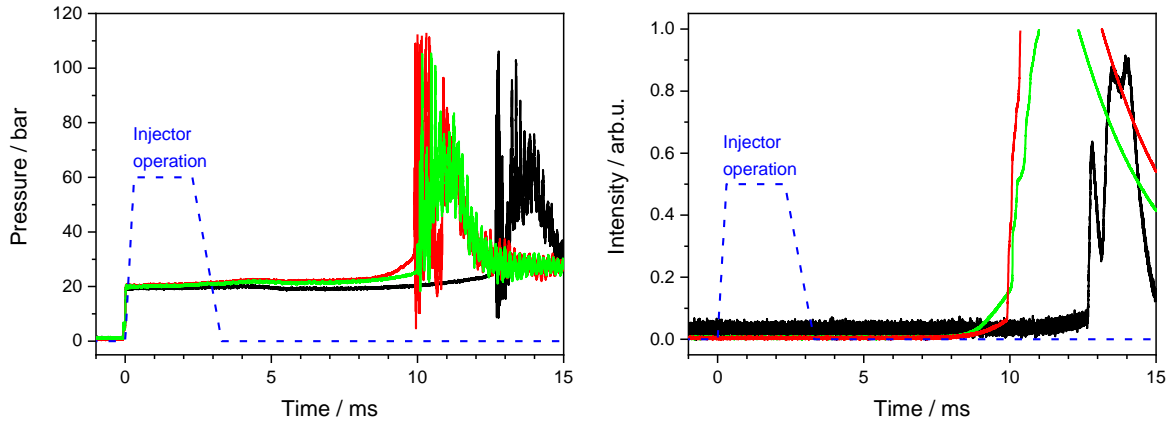 120
100
80
60
40
20
0
Pressure / bar
Injector
operation
0
5
10
15
Time / ms
1.0
0.8
0.6
0.4
0.2
0.0
Intensity / arb.u.
Injector
operation
0
5
10
15
Time / ms